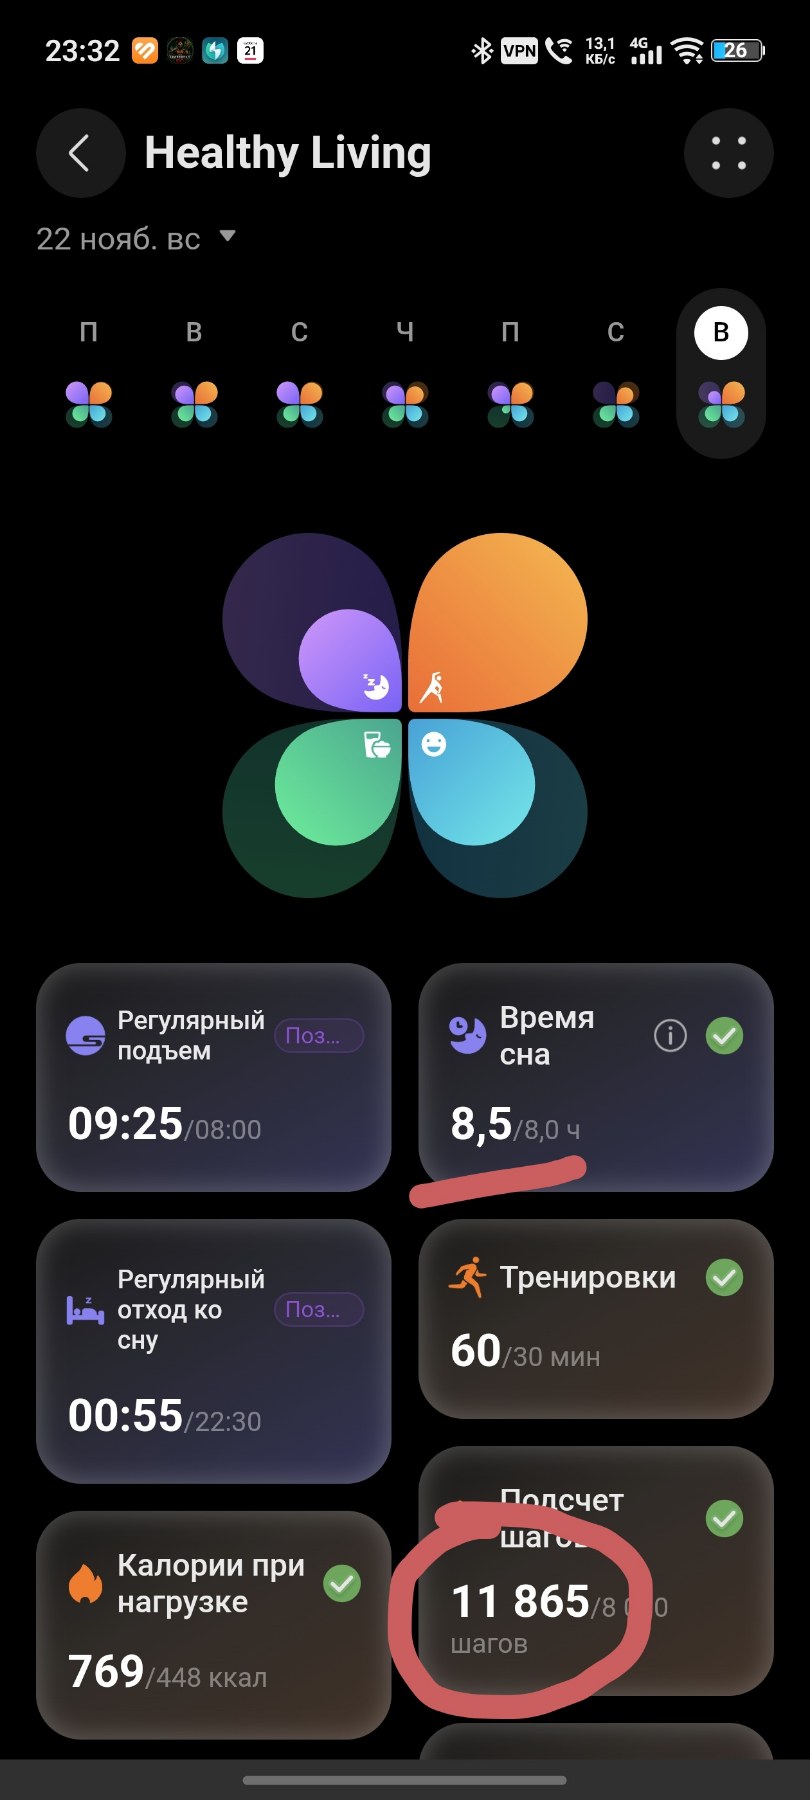 23:32
21
VPN
13,1
КБ/с
4G
26
Healthy Living
22 нояб. вс
П В С Ч П С В
Регулярный
подъем
Поз...
09:25/08:00
Время
сна
8,5/8,0 ч
Регулярный
отход ко
сну
Поз...
00:55/22:30
Тренировки
60/30 мин
Калории при
нагрузке
769/448 ккал
Подсчет
шагов
11 865
шагов